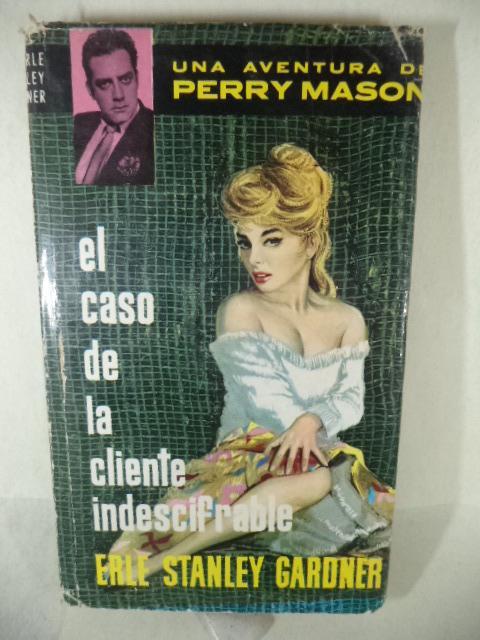 UNA AVENTURA DE
PERRY MASON
el
caso
de
la
cliente
indescifrable
ERLE STANLEY GARDNER